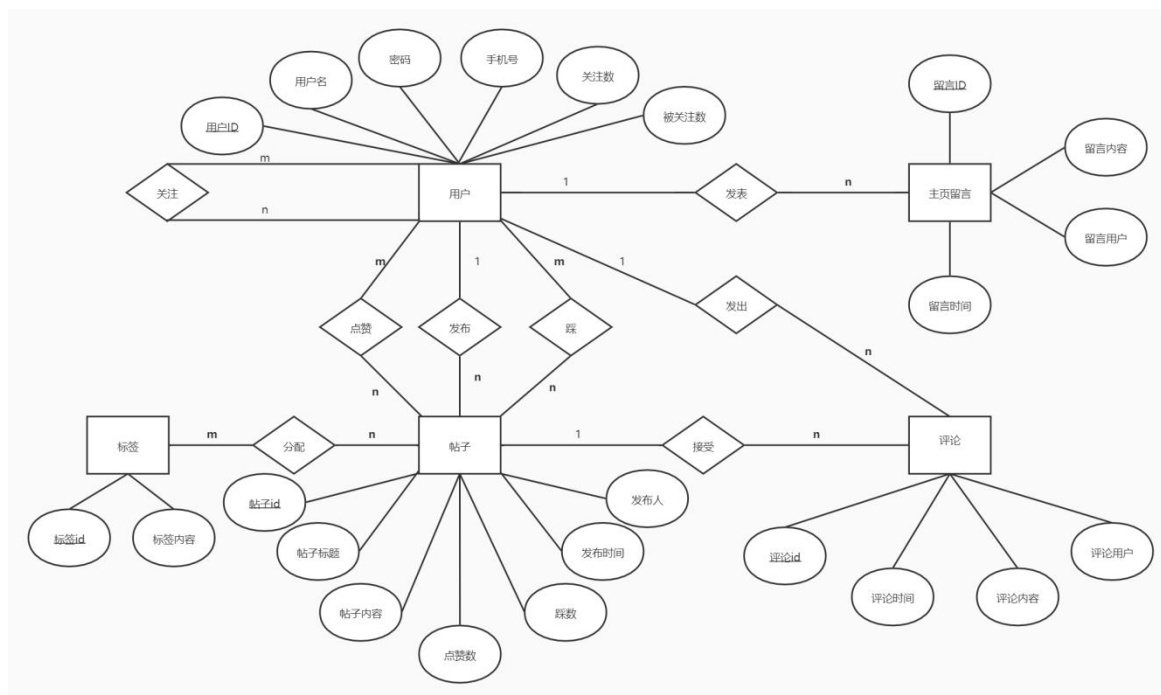 密码
手机号
用户名
关注数
留言ID
用户ID
被关注数
留言内容
m
关注
用户
1
发表
n
主页留言
n
留言用户
m
1
m
1
发出
留言时间
点赞
发布
踩
n
n
n
n
标签
m
分配
n
帖子
1
接受
n
评论
帖子id
发布人
标签id
标签内容
帖子标题
发布时间
评论id
评论用户
帖子内容
踩数
评论时间
评论内容
点赞数